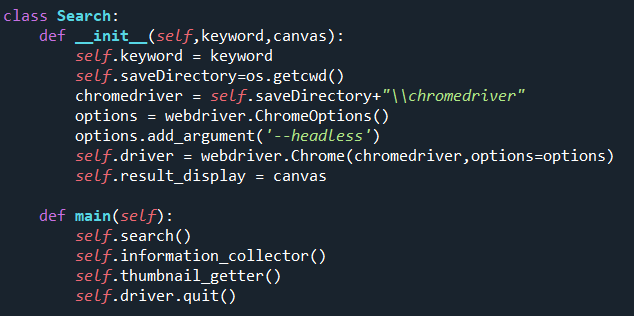 class Search:
    def __init__(self,keyword,canvas):
        self.keyword = keyword
        self.saveDirectory=os.getcwd()
        chromedriver = self.saveDirectory+"\\chromedriver"
        options = webdriver.ChromeOptions()
        options.add_argument('--headless')
        self.driver = webdriver.Chrome(chromedriver,options=options)
        self.result_display = canvas

    def main(self):
        self.search()
        self.information_collector()
        self.thumbnail_getter()
        self.driver.quit()